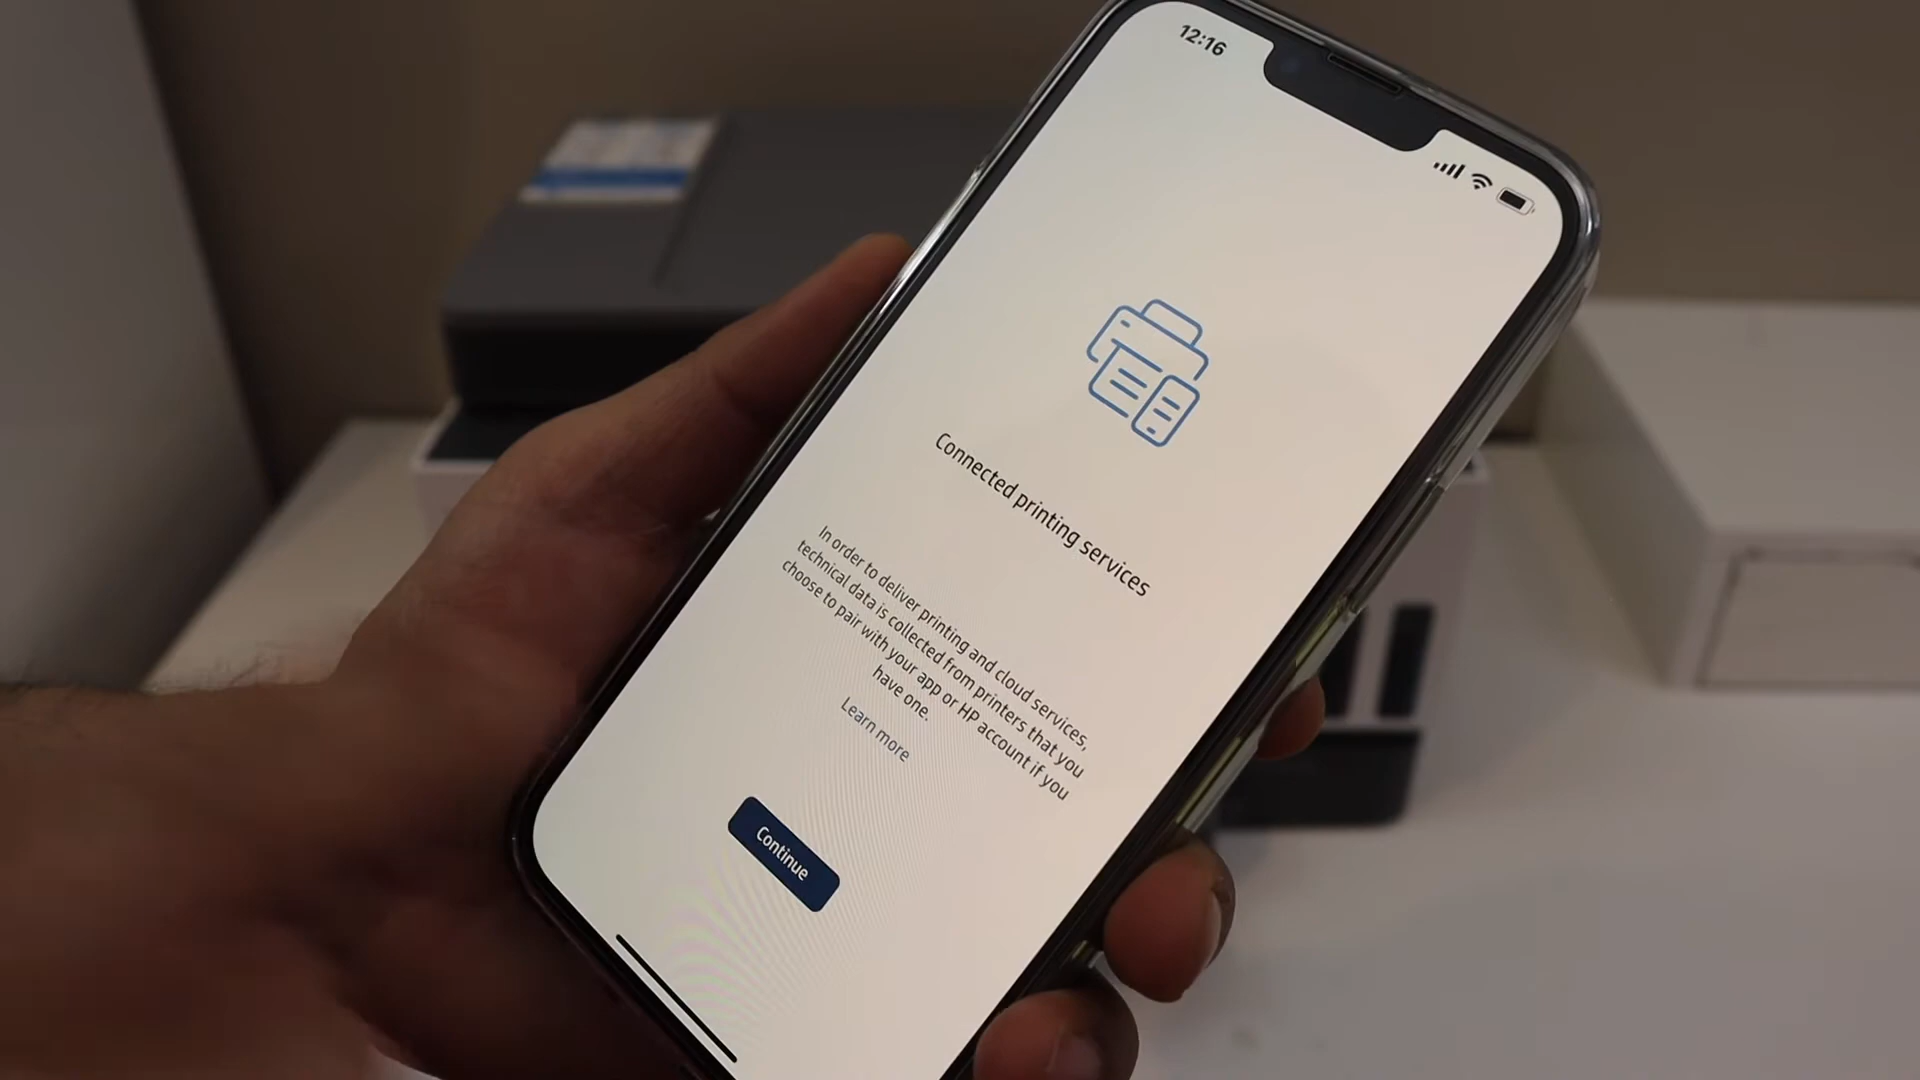 12:16
Connected printing services
In order to deliver printing and cloud services,
technical data is collected from printers that you
choose to pair with your app or HP account if you
have one.
Learn more
Continue